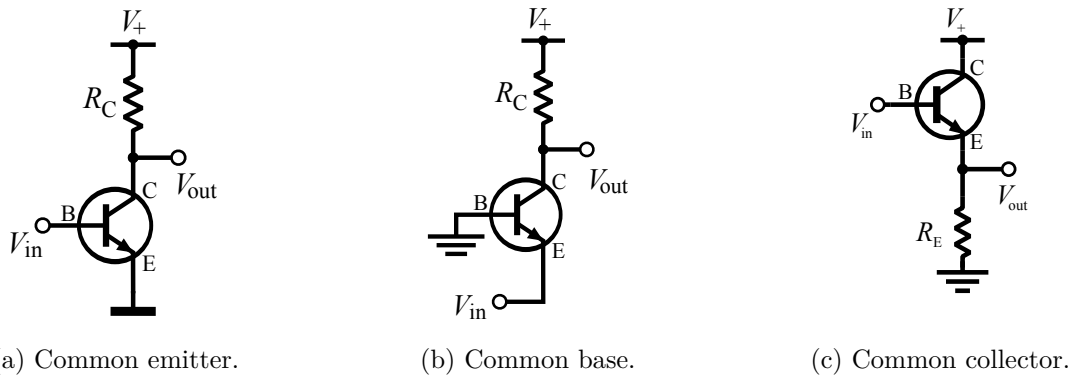 V+
RC
C
B
E
Vin
Vout
V+
RC
C
B
E
Vin
Vout
V+
C
B
E
Vin
Vout
RE
a) Common emitter.
(b) Common base.
(c) Common collector.